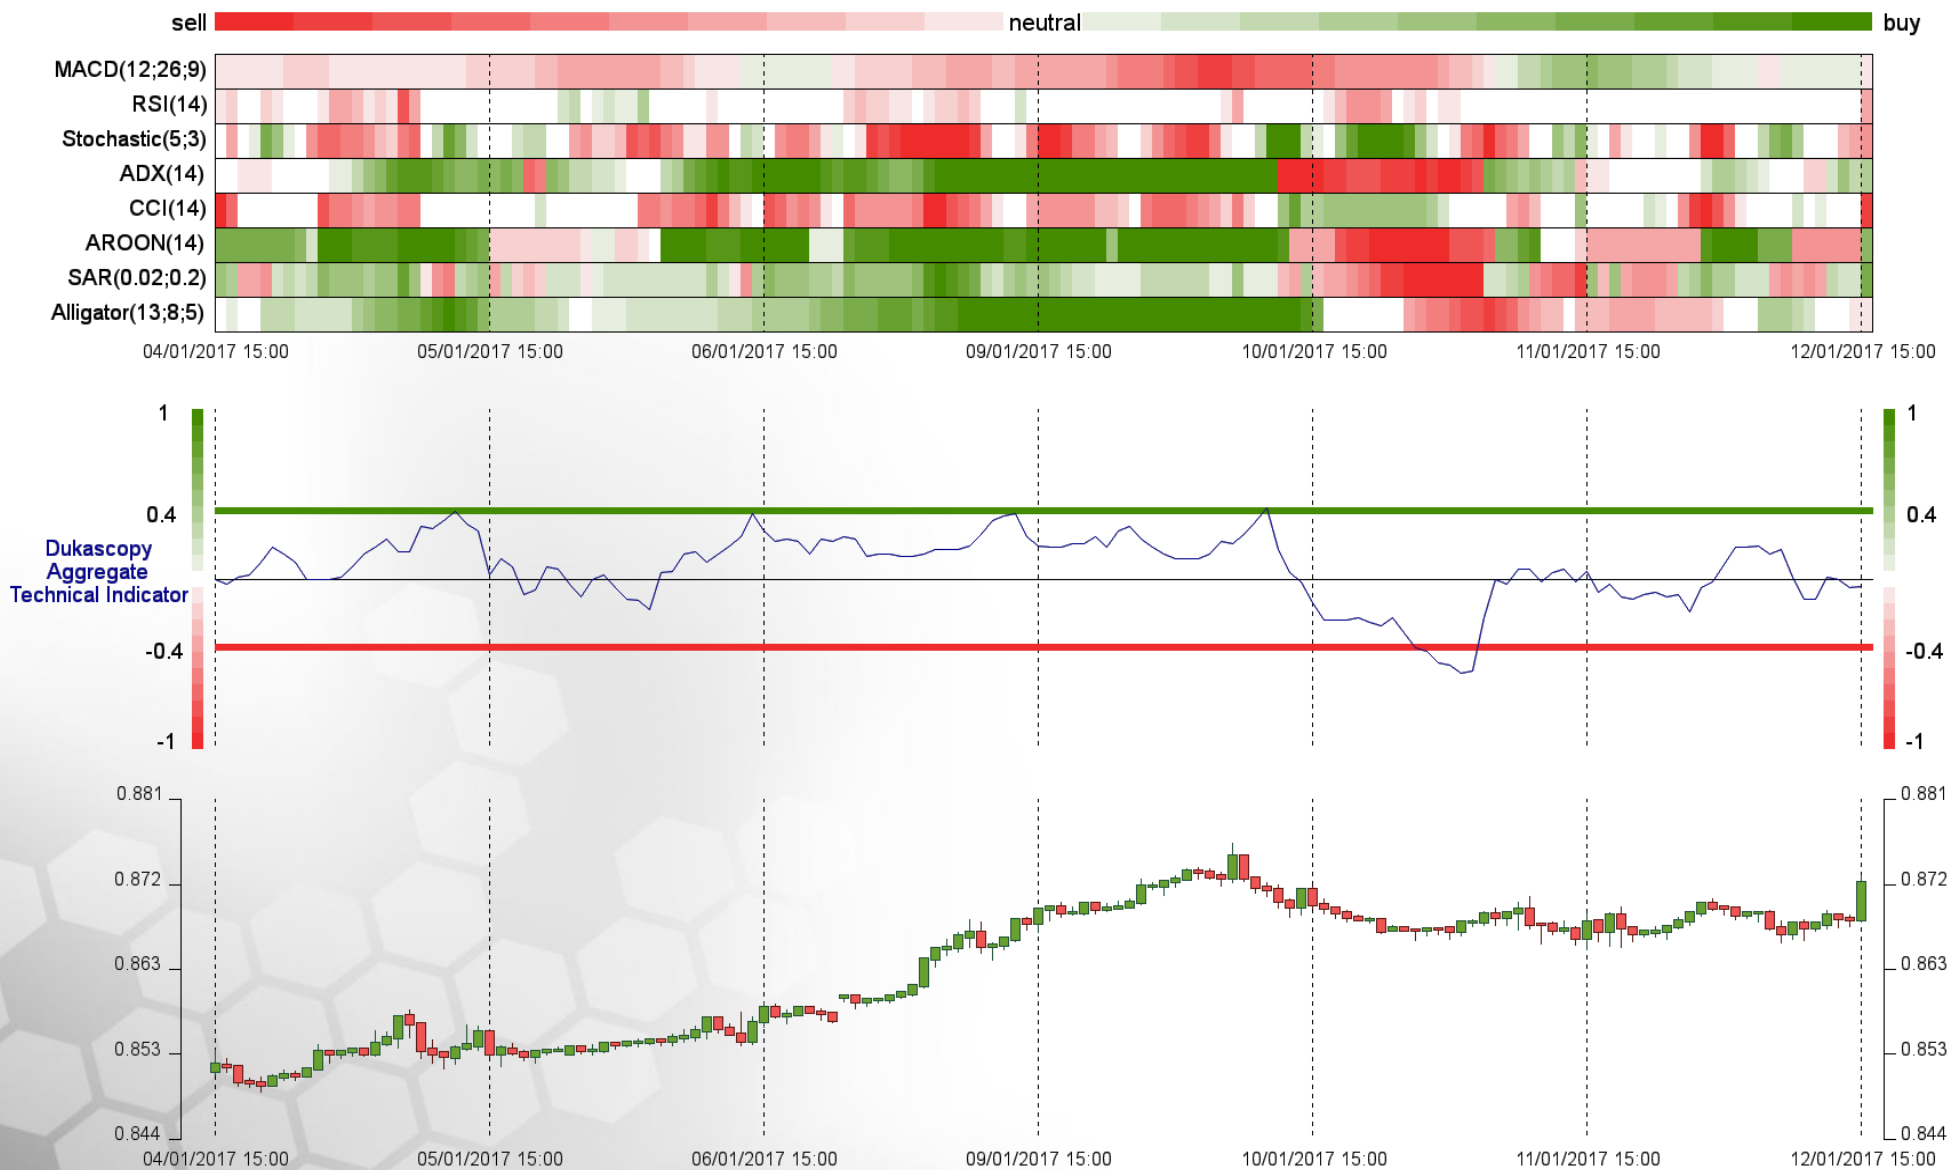 sell neutral buy
MACD(12;26;9)
RSI(14)
Stochastic(5;3)
ADX(14)
CCI(14)
AROON(14)
SAR(0.02;0.2)
Alligator(13;8;5)
04/01/2017 15:00 05/01/2017 15:00 06/01/2017 15:00 09/01/2017 15:00 10/01/2017 15:00 11/01/2017 15:00 12/01/2017 15:00
1 1
0.4 0.4
Dukascopy
Aggregate
Technical Indicator
-0.4 -0.4
-1 -1
0.881 0.881
0.872 0.872
0.863 0.863
0.853 0.853
0.844 0.844
04/01/2017 15:00 05/01/2017 15:00 06/01/2017 15:00 09/01/2017 15:00 10/01/2017 15:00 11/01/2017 15:00 12/01/2017 15:00